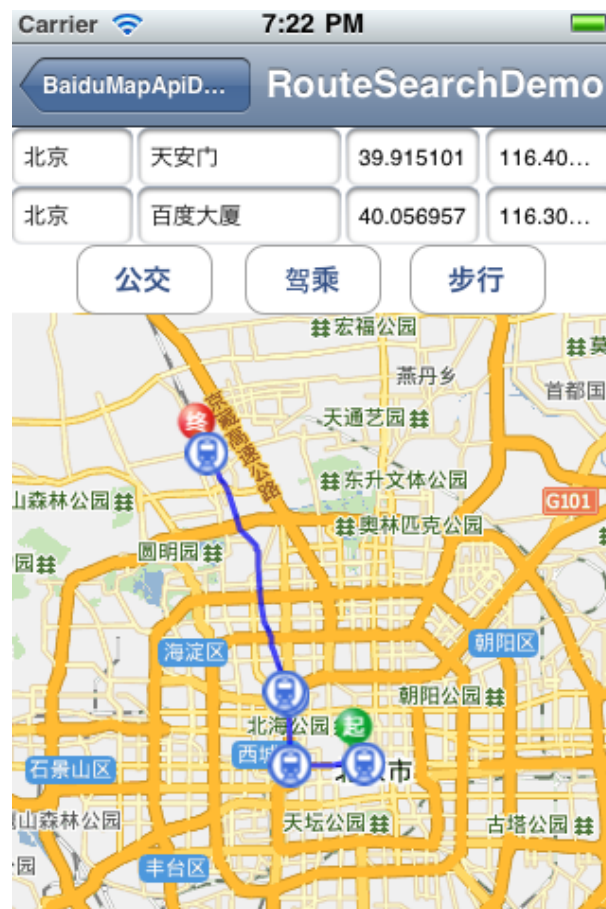 Carrier 7:22 PM
BaiduMapApiD... RouteSearchDemo
北京 天安门 39.915101 116.40...
北京 百度大厦 40.056957 116.30...
公交 驾乘 步行
宏福公园
燕丹乡
首都国
终
京藏高速公路
天通艺园
东升文体公园
山森林公园
G101
奥林匹克公园
圆明园
园
海淀区
朝阳区
朝阳公园
北海公园
起
西城
石景山区
市
山森林公园
天坛公园
古塔公园
公园
丰台区